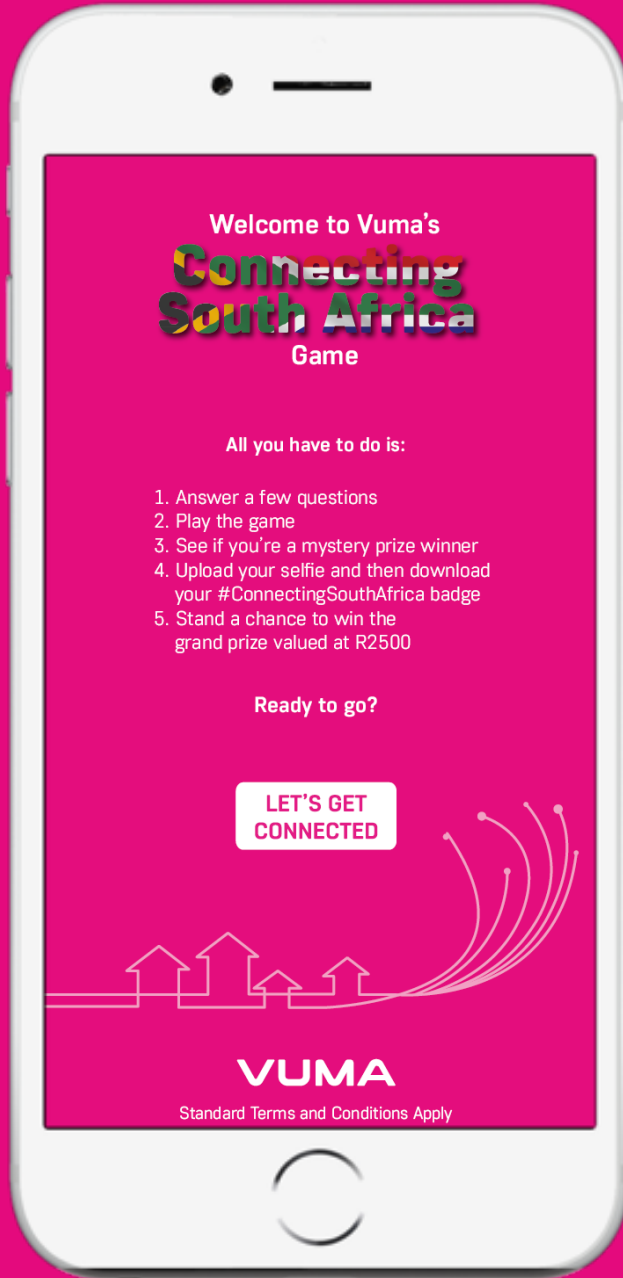 Welcome to Vuma’s
Connecting
South Africa
Game
All you have to do is:
1. Answer a few questions
2. Play the game
3. See if you’re a mystery prize winner
4. Upload your selfie and then download
your #ConnectingSouthAfrica badge
5. Stand a chance to win the
grand prize valued at R2500
Ready to go?
LET’S GET
CONNECTED
VUMA
Standard Terms and Conditions Apply